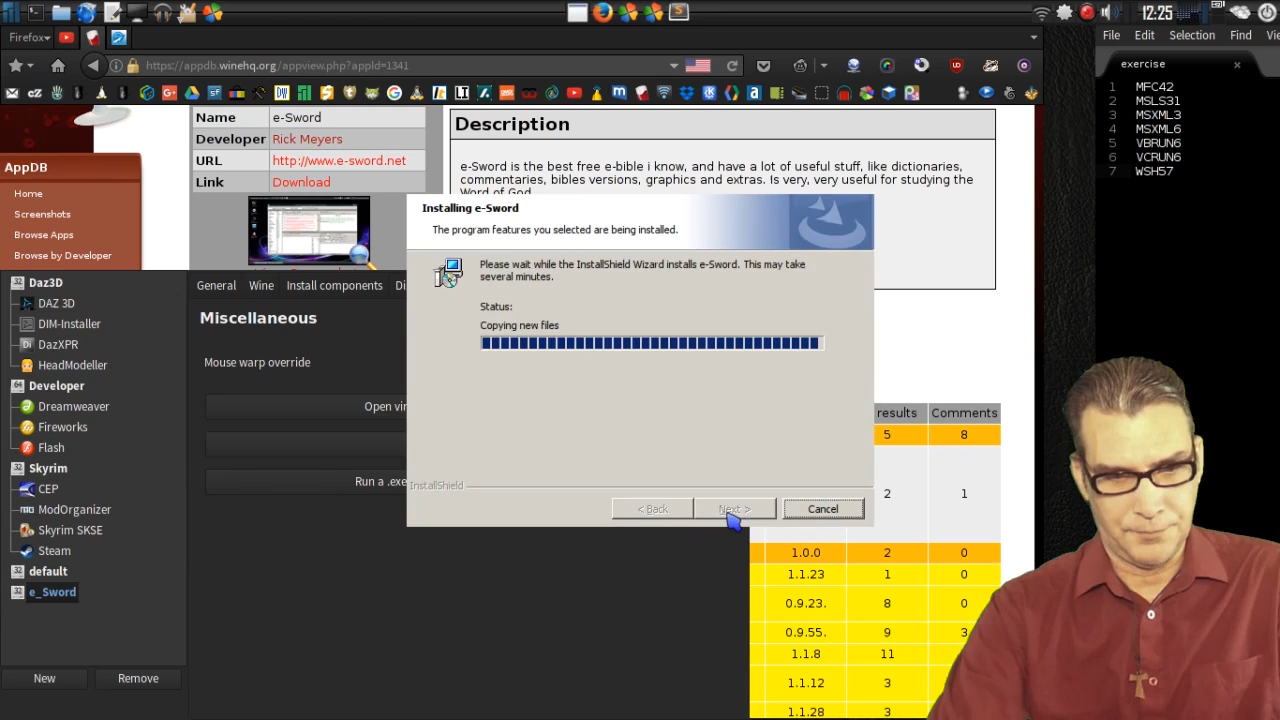 12:25
Firefox
https://appdb.winehq.org/appview.php?appId=1341
File Edit Selection Find
exercise
1 MFC42
2 MSLS31
3 MSXML3
4 MSXML6
5 VBRUN6
6 VCRUN6
7 WSH57
Name e-Sword
Developer Rick Meyers
URL http://www.e-sword.net
Link Download
Description
e-Sword is the best free e-bible i know, and have a lot of useful stuff, like dictionaries,
commentaries, bibles versions, graphics and extras. Is very, very useful for studying the
Word of God
AppDB
Home
Screenshots
Browse Apps
Browse by Developer
Installing e-Sword
The program features you selected are being installed.
Please wait while the InstallShield Wizard installs e-Sword. This may take
several minutes.
Status:
Copying new files
InstallShield
< Back
Next >
Cancel
Daz3D
DAZ 3D
DIM-Installer
DazXPR
HeadModeller
Developer
Dreamweaver
Fireworks
Flash
Skyrim
CEP
ModOrganizer
Skyrim SKSE
Steam
default
e_Sword
New
Remove
General Wine Install components
Miscellaneous
Mouse warp override
Open vir
Run a .exe
results Comments
5 8
2 1
1.0.0 2 0
1.1.23 1 0
0.9.23. 8 0
0.9.55. 9 3
1.1.8 11
1.1.12 3
1.1.28 3